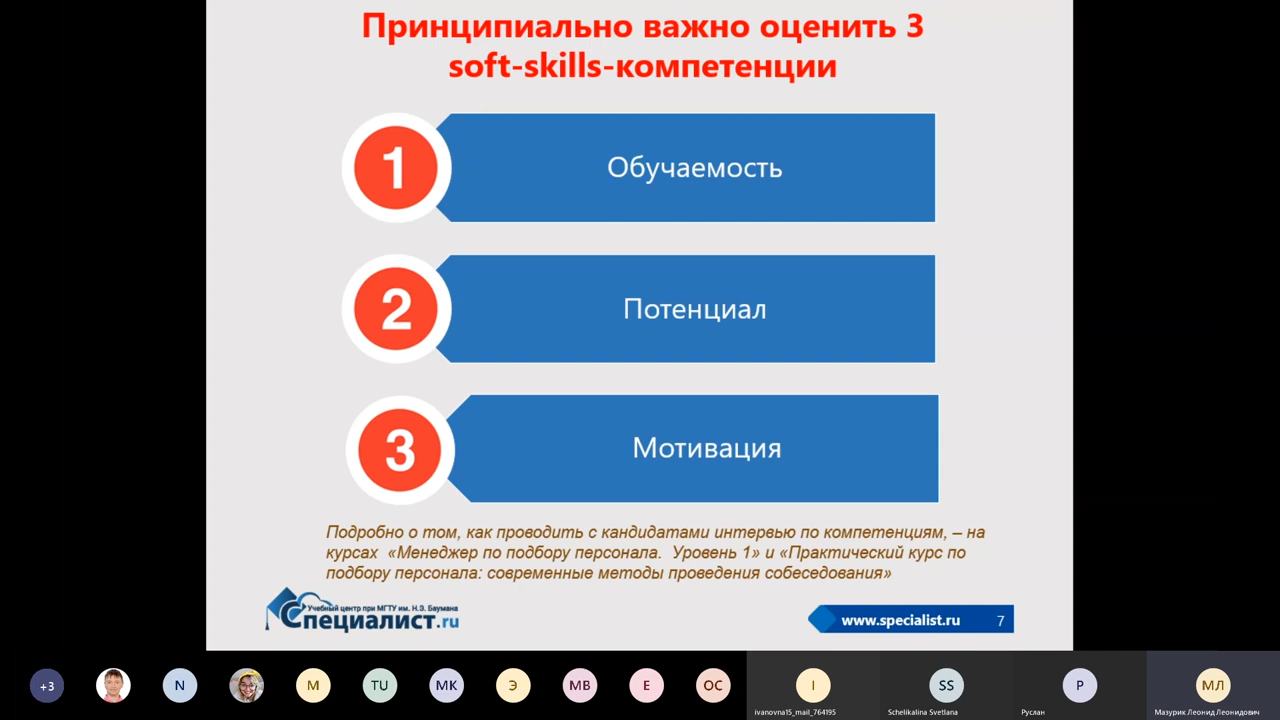 Принципиально важно оценить 3
soft-skills-компетенции
1
Обучаемость
2
Потенциал
3
Мотивация
Подробно о том, как проводить с кандидатами интервью по компетенциям, – на
курсах «Менеджер по подбору персонала. Уровень 1» и «Практический курс по
подбору персонала: современные методы проведения собеседования»
Учебный центр при МГТУ им. Н.Э. Баумана
Специалист.ru
www.specialist.ru 7
+3 N M TU МК Э МВ Е ОС I SS Р МЛ
ivanovna15_mail_764195 Schelikalina Svetlana Руслан Мазурик Леонид Леонидович